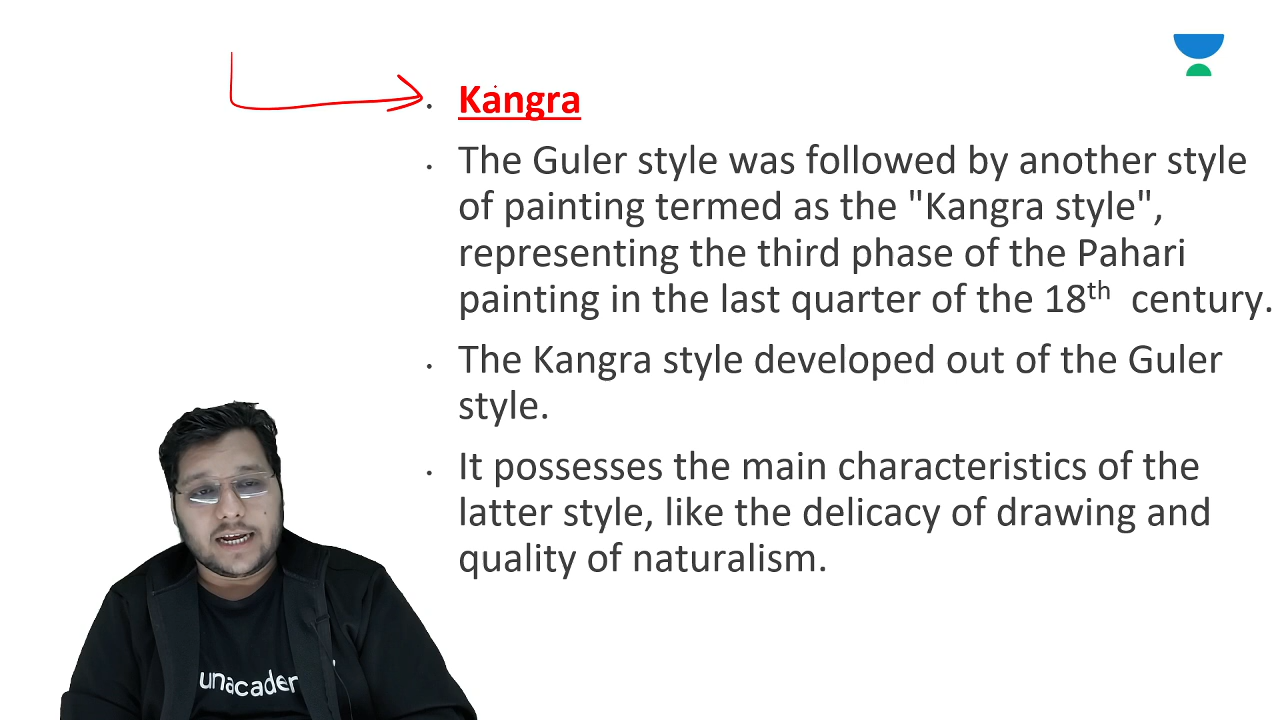 • Kangra
• The Guler style was followed by another style
of painting termed as the "Kangra style",
representing the third phase of the Pahari
painting in the last quarter of the 18th century.
• The Kangra style developed out of the Guler
style.
• It possesses the main characteristics of the
latter style, like the delicacy of drawing and
quality of naturalism.
unacadem